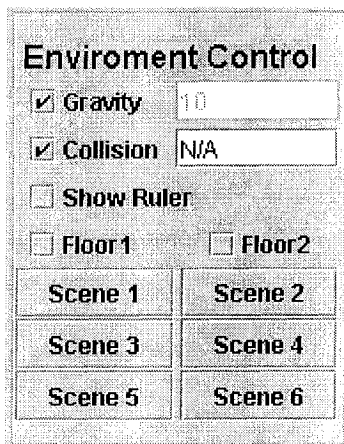 Enviroment Control
Gravity 10
Collision N/A
Show Ruler
Floor1 Floor2
Scene 1 Scene 2
Scene 3 Scene 4
Scene 5 Scene 6